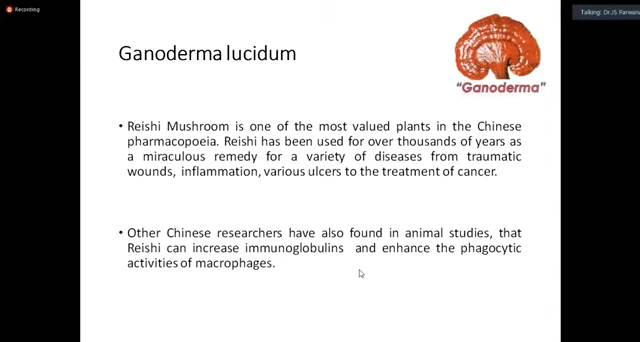 Recording
Talking: Dr.JS Parwana
Ganoderma lucidum
“Ganoderma”
• Reishi Mushroom is one of the most valued plants in the Chinese
pharmacopoeia. Reishi has been used for over thousands of years as
a miraculous remedy for a variety of diseases from traumatic
wounds, inflammation, various ulcers to the treatment of cancer.
• Other Chinese researchers have also found in animal studies, that
Reishi can increase immunoglobulins and enhance the phagocytic
activities of macrophages.